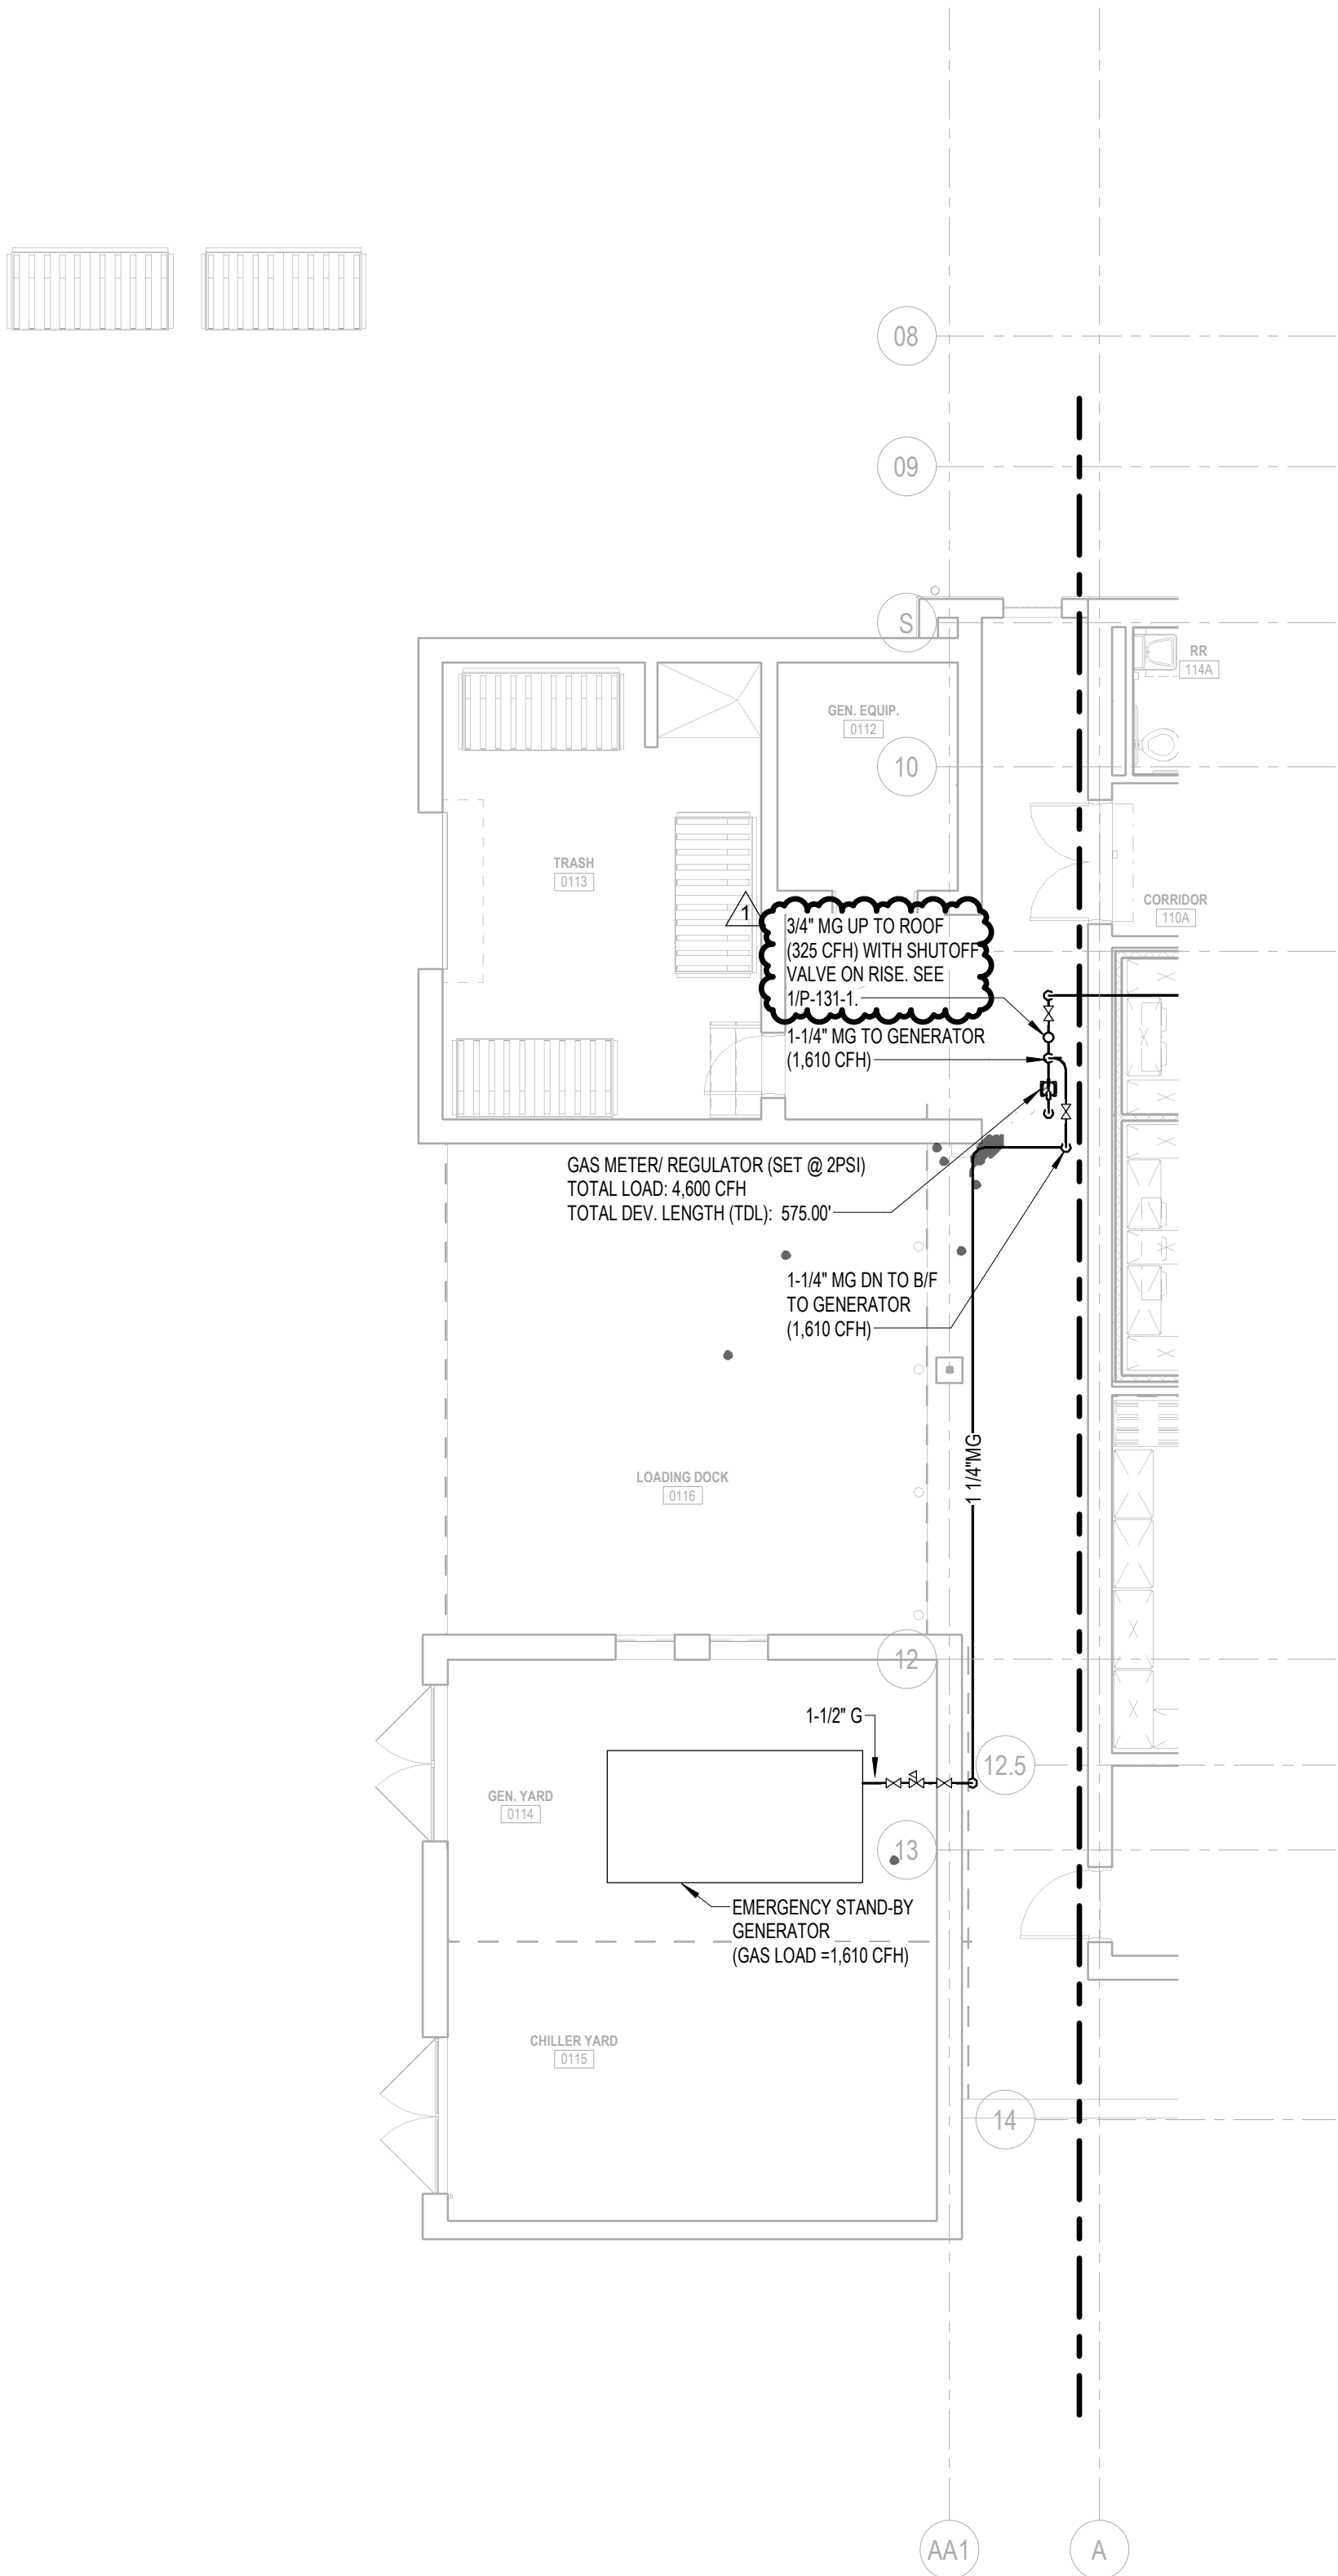 08
09
S
RR
114A
GEN. EQUIP.
0112
10
TRASH
0113
CORRIDOR
110A
1
3/4" MG UP TO ROOF
(325 CFH) WITH SHUTOFF
VALVE ON RISE. SEE
1/P-131-1.
1-1/4" MG TO GENERATOR
(1,610 CFH)
GAS METER/ REGULATOR (SET @ 2PSI)
TOTAL LOAD: 4,600 CFH
TOTAL DEV. LENGTH (TDL): 575.00'
1-1/4" MG DN TO B/F
TO GENERATOR
(1,610 CFH)
1 1/4"MG
LOADING DOCK
0116
12
1-1/2" G
12.5
GEN. YARD
0114
13
EMERGENCY STAND-BY
GENERATOR
(GAS LOAD =1,610 CFH)
CHILLER YARD
0115
14
AA1
A